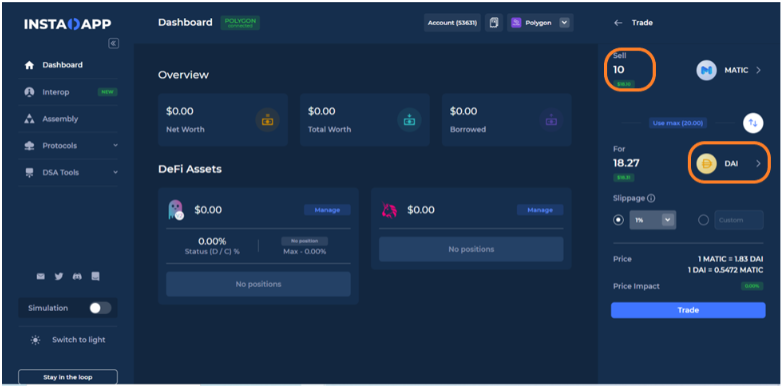 INSTADAPP
Dashboard
Interop
NEW
Assembly
Protocols
DSA Tools
Simulation
Switch to light
Stay in the loop
Dashboard
POLYGON
Account (53631)
Polygon
Overview
$0.00
Net Worth
$0.00
Total Worth
$0.00
Borrowed
DeFi Assets
$0.00
Manage
0.00%
Status (D / C) %
No position
Max - 0.00%
No positions
$0.00
Manage
No positions
Trade
Sell
10
MATIC
Use max (20.00)
For
18.27
DAI
Slippage
1%
Custom
Price
1 MATIC = 1.83 DAI
1 DAI = 0.5472 MATIC
Price Impact
0.00%
Trade